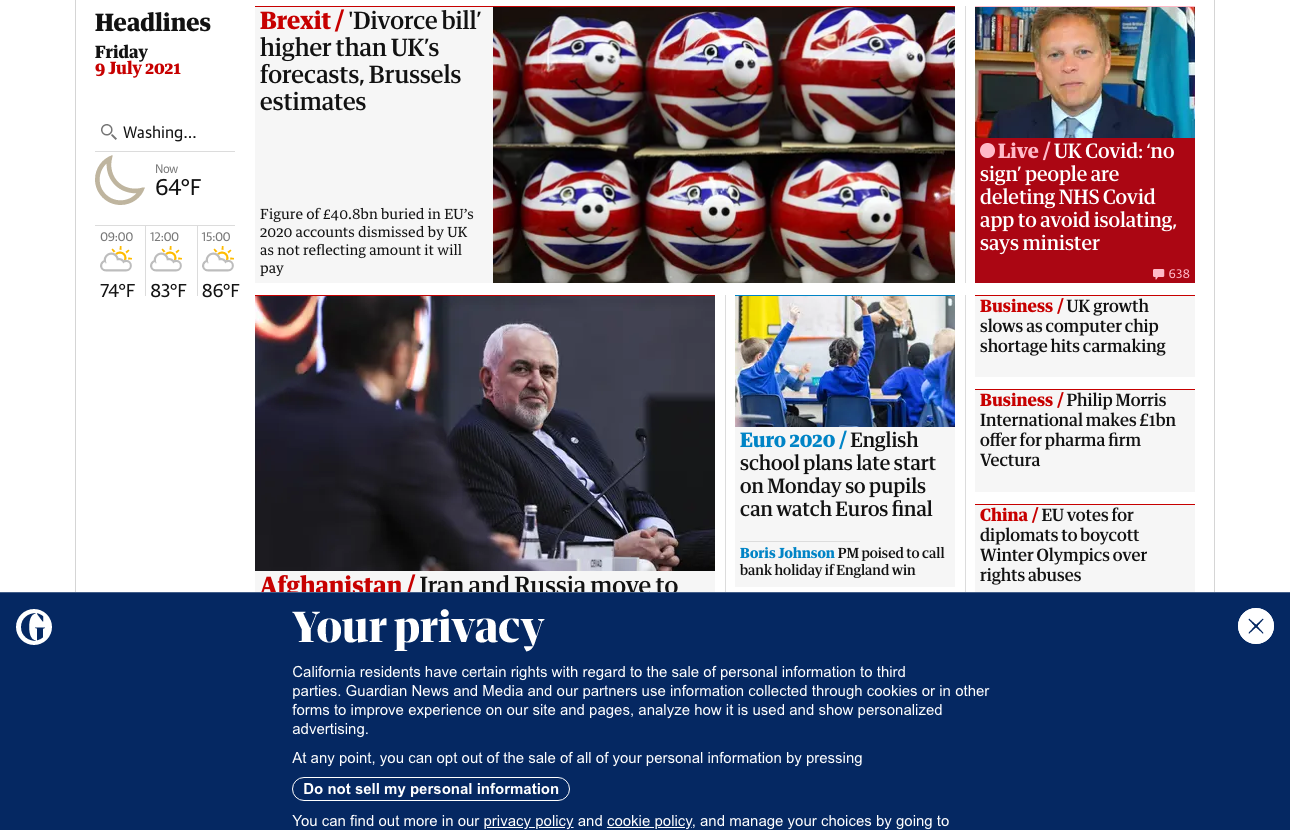 Headlines
Friday
9 July 2021
Washing...
Now
64°F
09:00
12:00
15:00
74°F
83°F
86°F
Brexit / 'Divorce bill'
higher than UK's
forecasts, Brussels
estimates
Figure of £40.8bn buried in EU's
2020 accounts dismissed by UK
as not reflecting amount it will
pay
Live / UK Covid: 'no
sign' people are
deleting NHS Covid
app to avoid isolating,
says minister
638
Afghanistan / Iran and Russia move to
Euro 2020 / English
school plans late start
on Monday so pupils
can watch Euros final
Boris Johnson PM poised to call
bank holiday if England win
Business / UK growth
slows as computer chip
shortage hits carmaking
Business / Philip Morris
International makes £1bn
offer for pharma firm
Vectura
China / EU votes for
diplomats to boycott
Winter Olympics over
rights abuses
G
Your privacy
California residents have certain rights with regard to the sale of personal information to third
parties. Guardian News and Media and our partners use information collected through cookies or in other
forms to improve experience on our site and pages, analyze how it is used and show personalized
advertising.
At any point, you can opt out of the sale of all of your personal information by pressing
Do not sell my personal information
You can find out more in our privacy policy and cookie policy, and manage your choices by going to